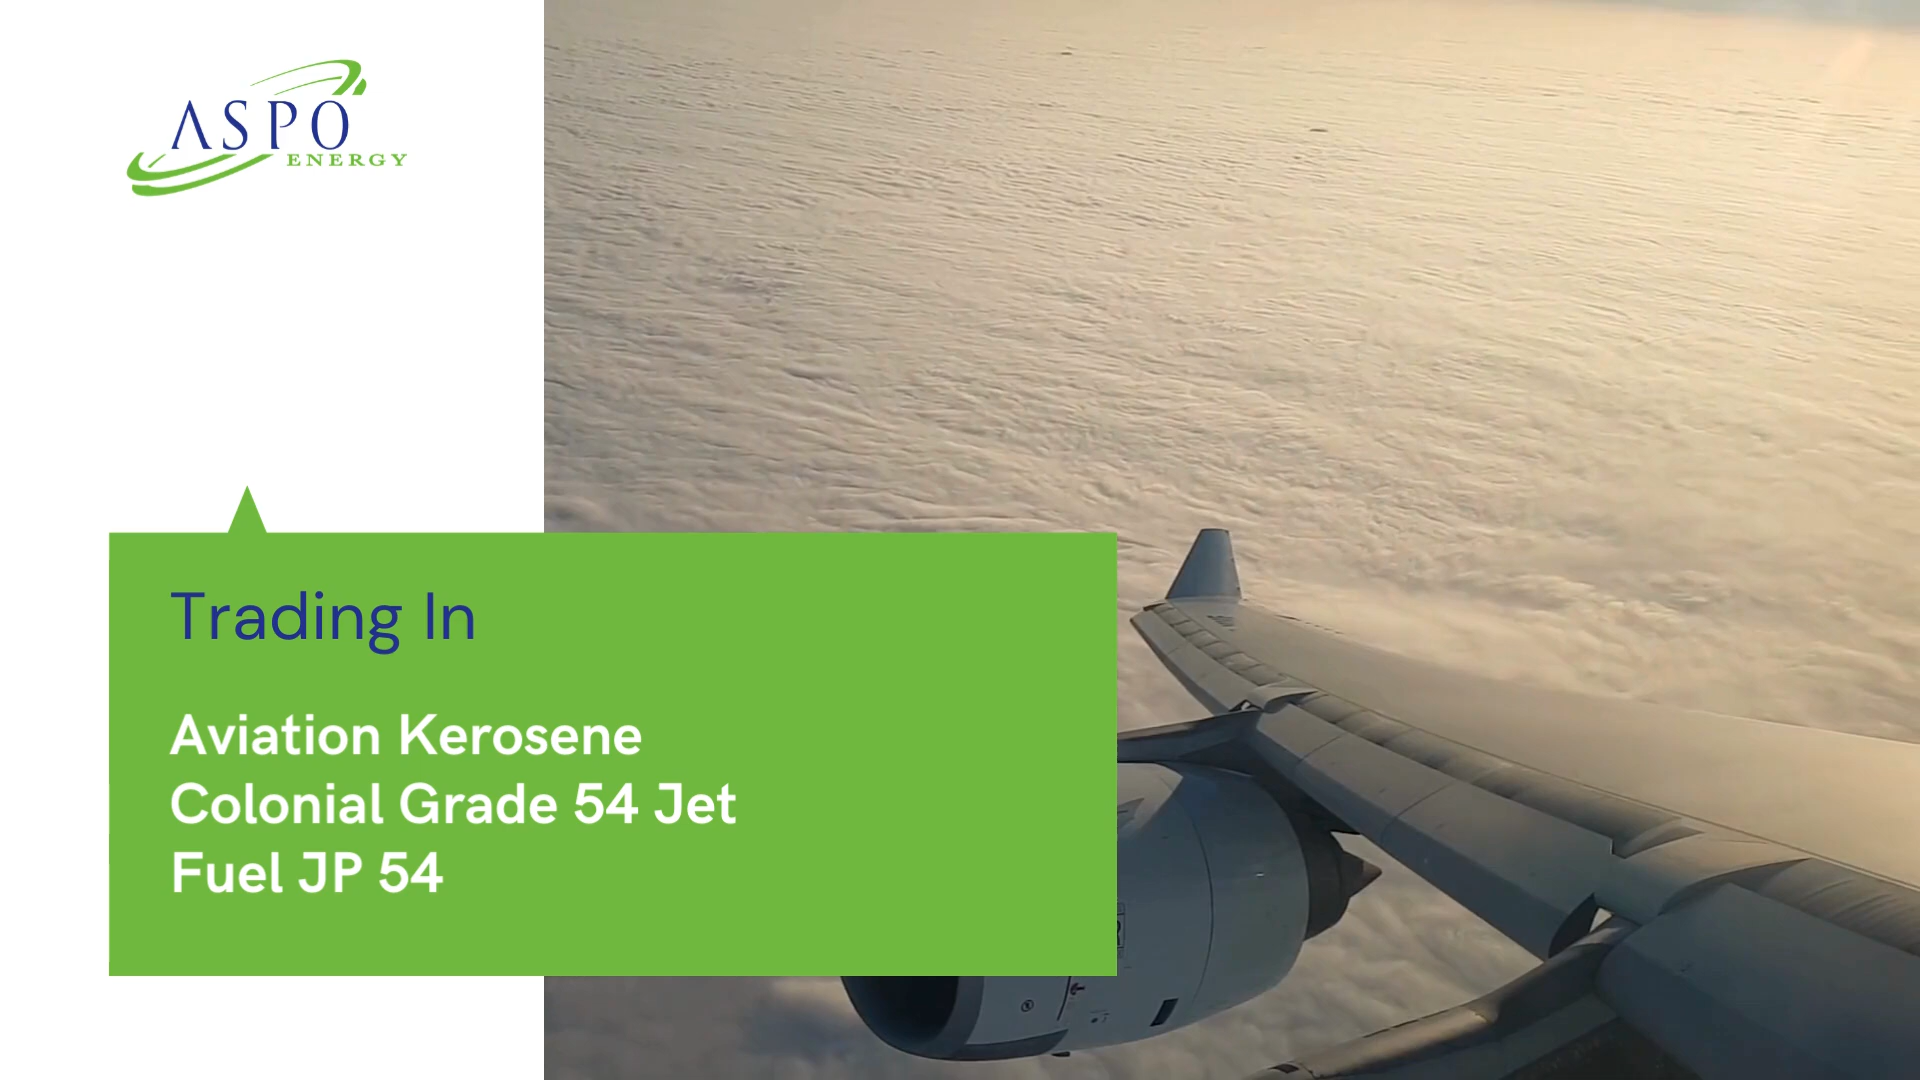 ASPO
ENERGY
Trading In
Aviation Kerosene
Colonial Grade 54 Jet
Fuel JP 54